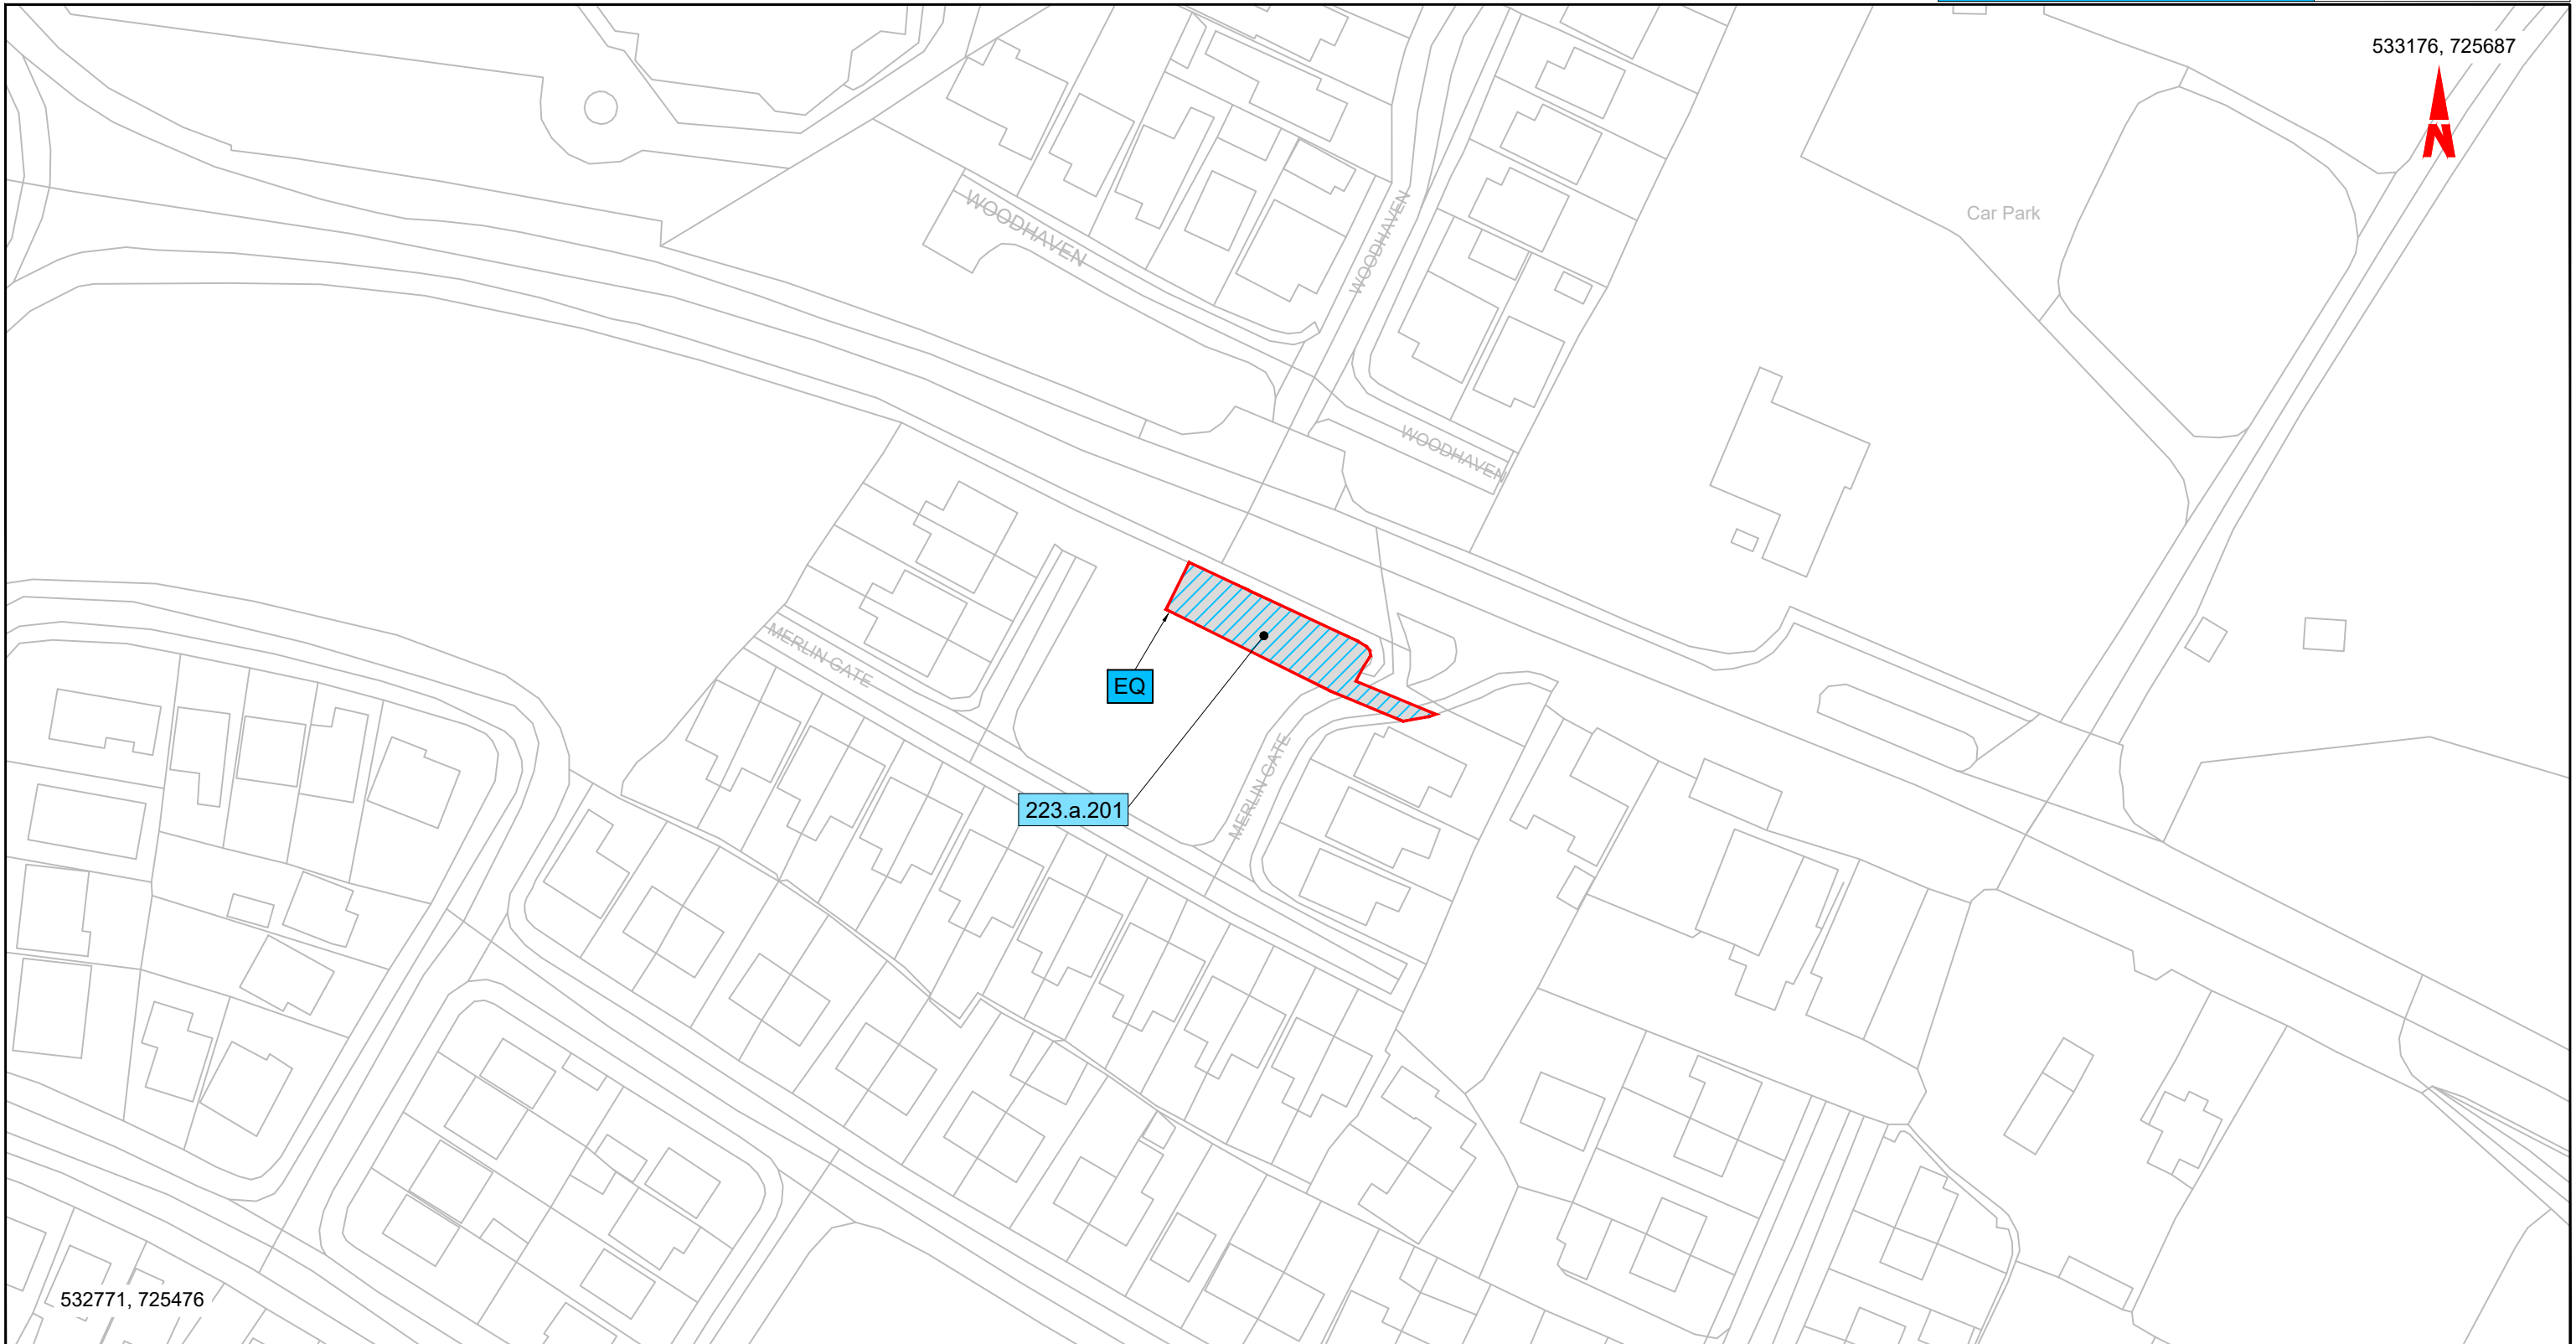 533176, 725687
N
WOODHAVEN
WOODHAVEN
Car Park
WOODHAVEN
MERLIN GATE
EQ
MERLIN GATE
223.a.201
532771, 725476